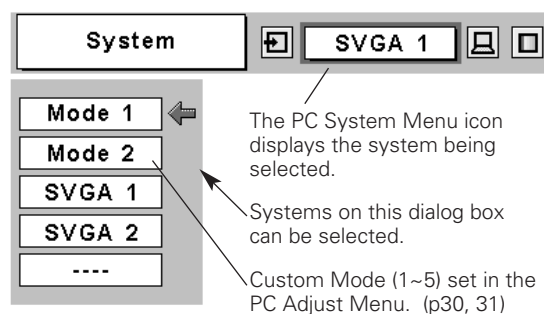 System
SVGA 1
Mode 1
Mode 2
SVGA 1
SVGA 2
----
The PC System Menu icon
displays the system being
selected.
Systems on this dialog box
can be selected.
Custom Mode (1~5) set in the
PC Adjust Menu. (p30, 31)